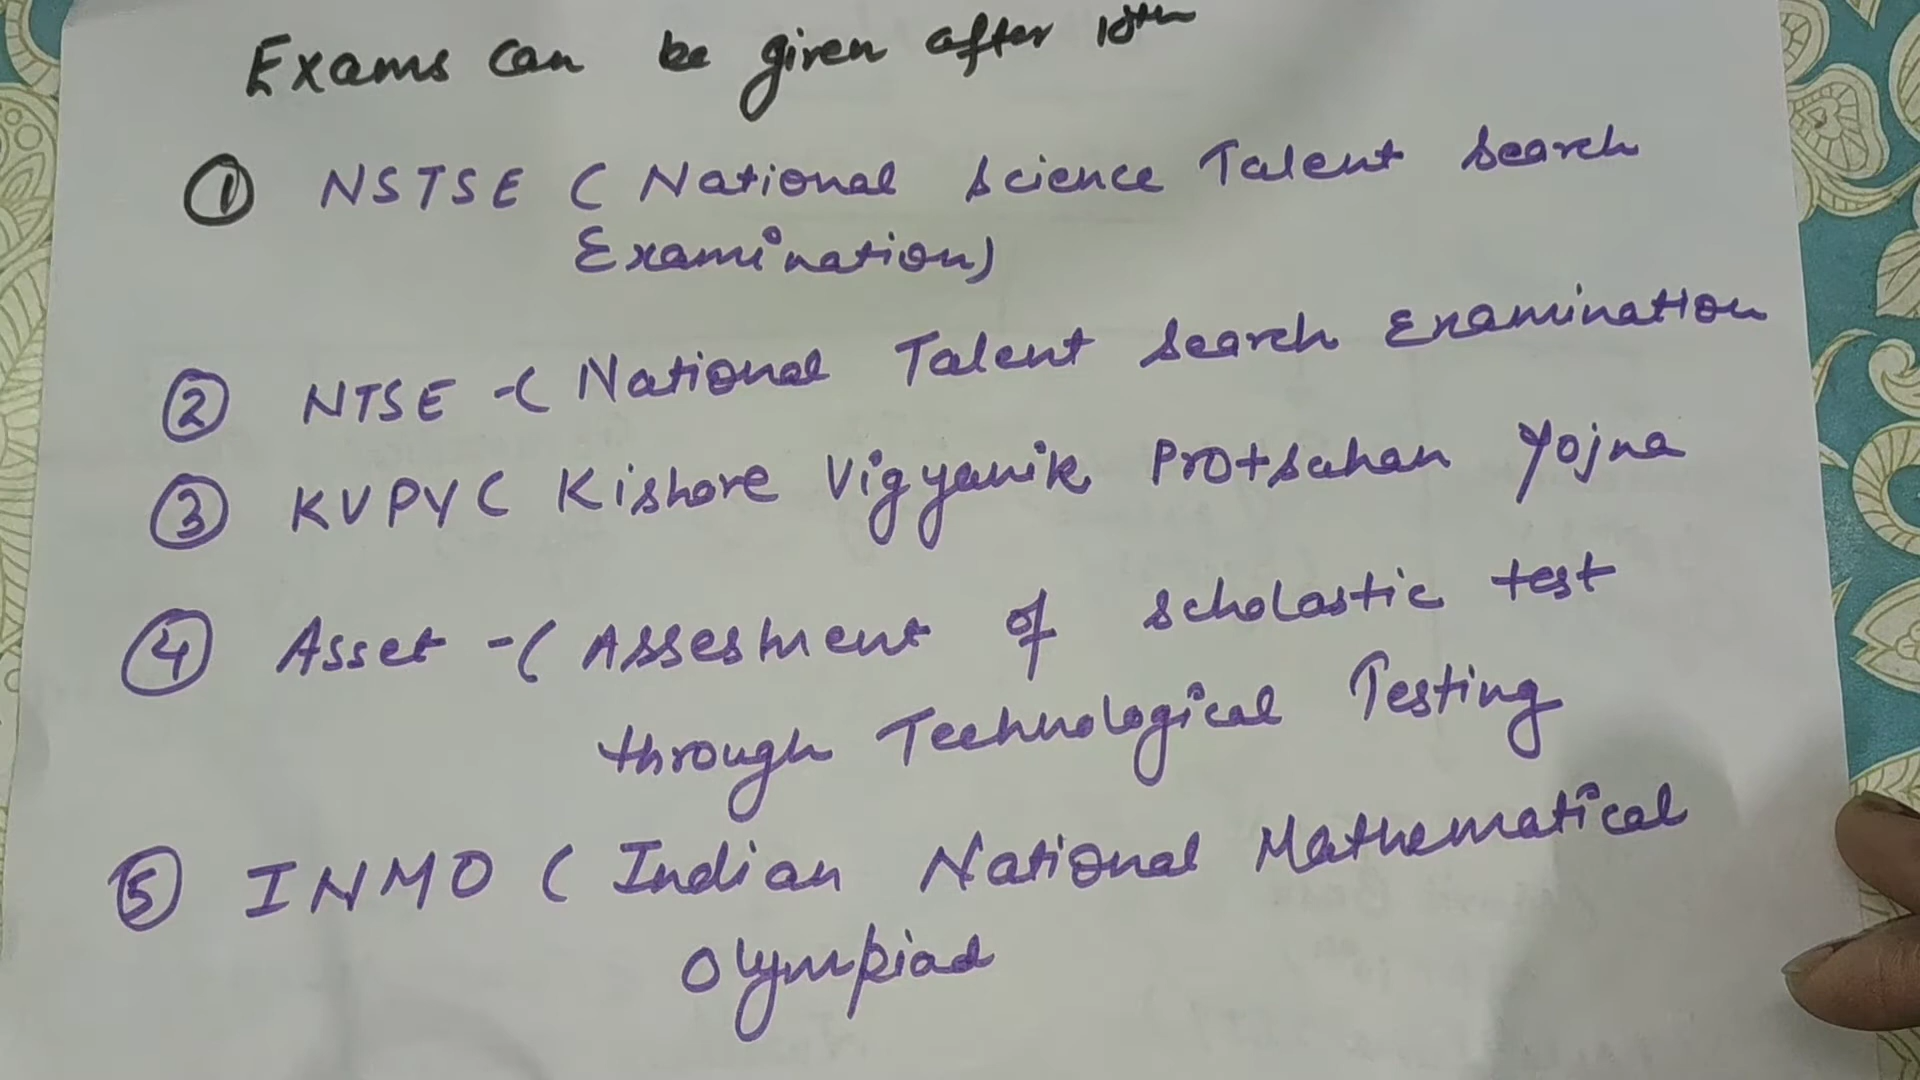 Exams can be given after 10th
① NSTSE ( National Science Talent Search
Examination)
② NTSE -( National Talent Search Examination
③ KVPY ( Kishore Vigyanik Protsahan Yojna
④ Asset -( Assesment of scholastic test
through Technological Testing
⑤ INMO ( Indian National Mathematical
Olympiad